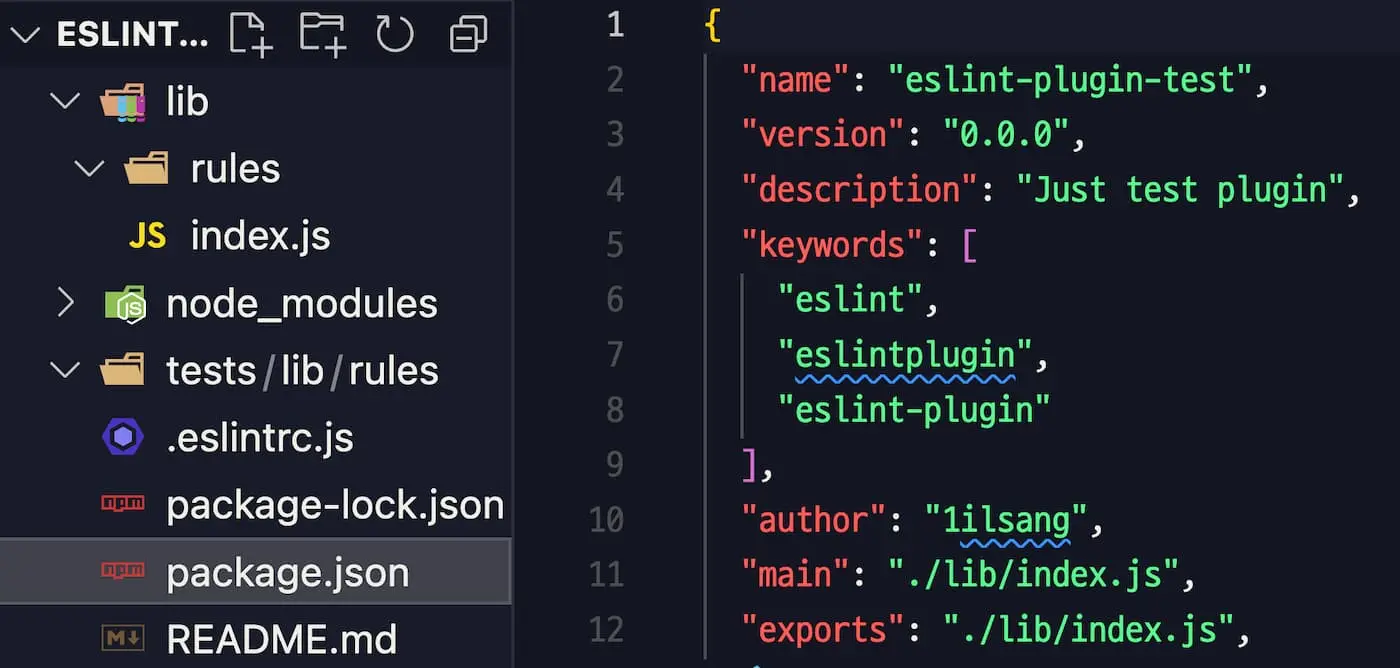 ESLINT...
lib
rules
JS index.js
node_modules
tests/lib/rules
.eslintrc.js
npm package-lock.json
npm package.json
M README.md
1 {
2 "name": "eslint-plugin-test",
3 "version": "0.0.0",
4 "description": "Just test plugin",
5 "keywords": [
6 "eslint",
7 "eslintplugin",
8 "eslint-plugin"
9 ],
10 "author": "1ilsang",
11 "main": "./lib/index.js",
12 "exports": "./lib/index.js",